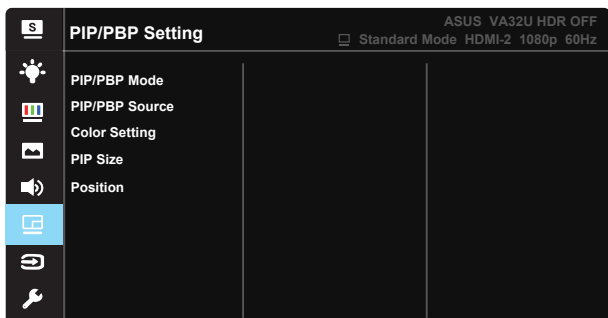 S
PIP/PBP Setting
ASUS VA32U HDR OFF
Standard Mode HDMI-2 1080p 60Hz
PIP/PBP Mode
PIP/PBP Source
Color Setting
PIP Size
Position